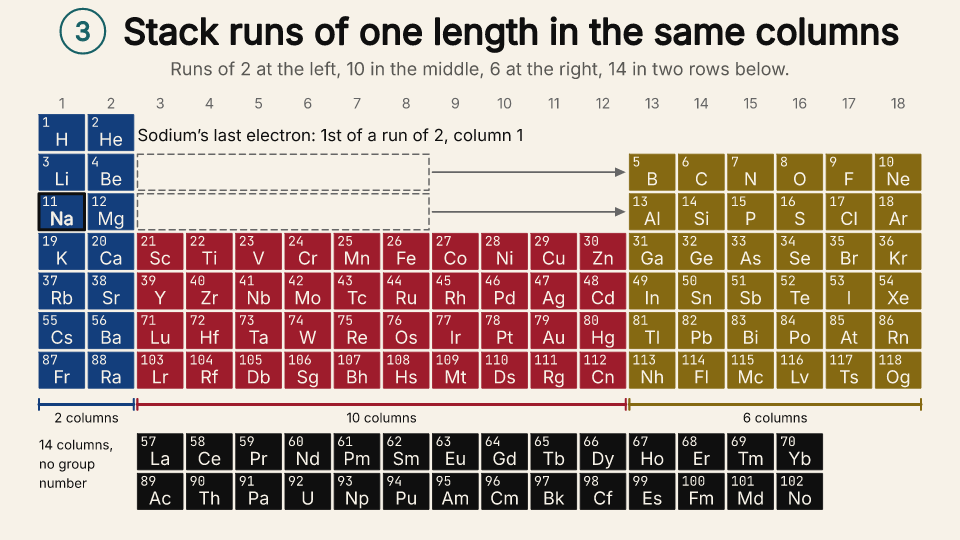 3 Stack runs of one length in the same columns
Runs of 2 at the left, 10 in the middle, 6 at the right, 14 in two rows below.
1 2 3 4 5 6 7 8 9 10 11 12 13 14 15 16 17 18
1 H 2 He Sodium's last electron: 1st of a run of 2, column 1
3 Li 4 Be 5 B 6 C 7 N 8 O 9 F 10 Ne
11 Na 12 Mg 13 Al 14 Si 15 P 16 S 17 Cl 18 Ar
19 K 20 Ca 21 Sc 22 Ti 23 V 24 Cr 25 Mn 26 Fe 27 Co 28 Ni 29 Cu 30 Zn 31 Ga 32 Ge 33 As 34 Se 35 Br 36 Kr
37 Rb 38 Sr 39 Y 40 Zr 41 Nb 42 Mo 43 Tc 44 Ru 45 Rh 46 Pd 47 Ag 48 Cd 49 In 50 Sn 51 Sb 52 Te 53 I 54 Xe
55 Cs 56 Ba 71 Lu 72 Hf 73 Ta 74 W 75 Re 76 Os 77 Ir 78 Pt 79 Au 80 Hg 81 Tl 82 Pb 83 Bi 84 Po 85 At 86 Rn
87 Fr 88 Ra 103 Lr 104 Rf 105 Db 106 Sg 107 Bh 108 Hs 109 Mt 110 Ds 111 Rg 112 Cn 113 Nh 114 Fl 115 Mc 116 Lv 117 Ts 118 Og
2 columns 10 columns 6 columns
14 columns,
no group
number
57 La 58 Ce 59 Pr 60 Nd 61 Pm 62 Sm 63 Eu 64 Gd 65 Tb 66 Dy 67 Ho 68 Er 69 Tm 70 Yb
89 Ac 90 Th 91 Pa 92 U 93 Np 94 Pu 95 Am 96 Cm 97 Bk 98 Cf 99 Es 100 Fm 101 Md 102 No